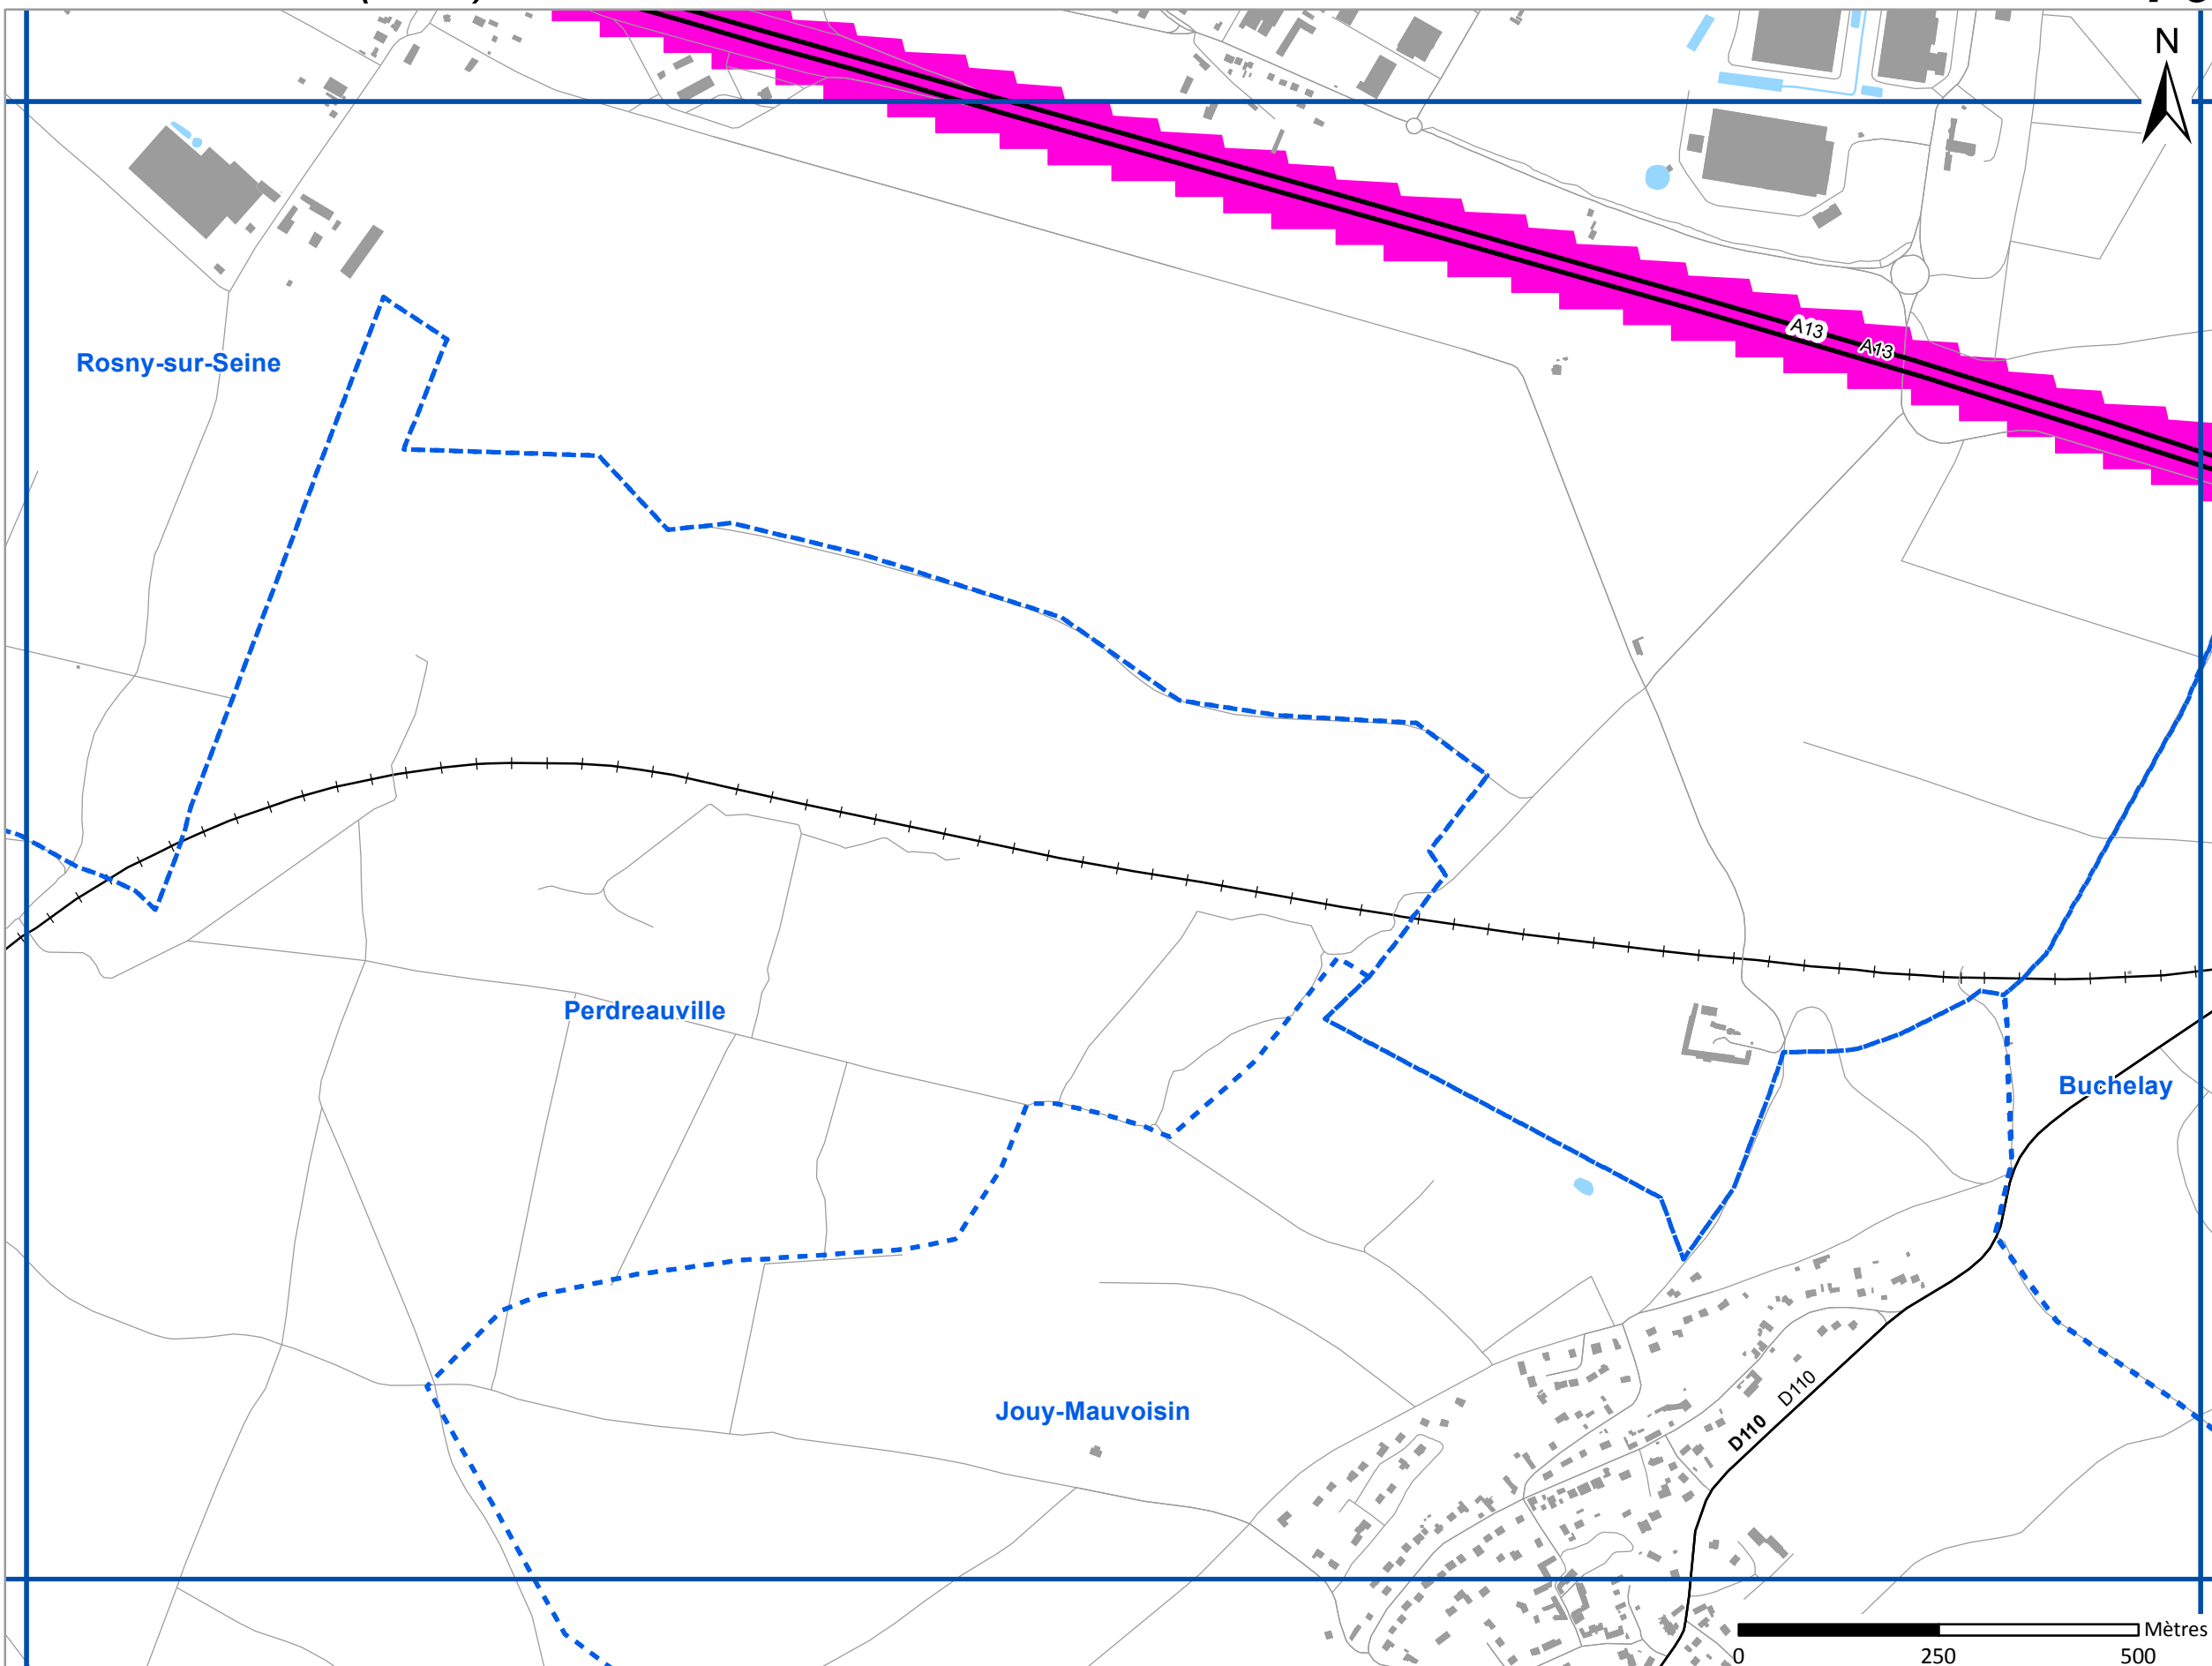 N
A13
A13
Rosny-sur-Seine
Perdreauville
Buchelay
Jouy-Mauvoisin
D110
D110
Mètres
0 250 500